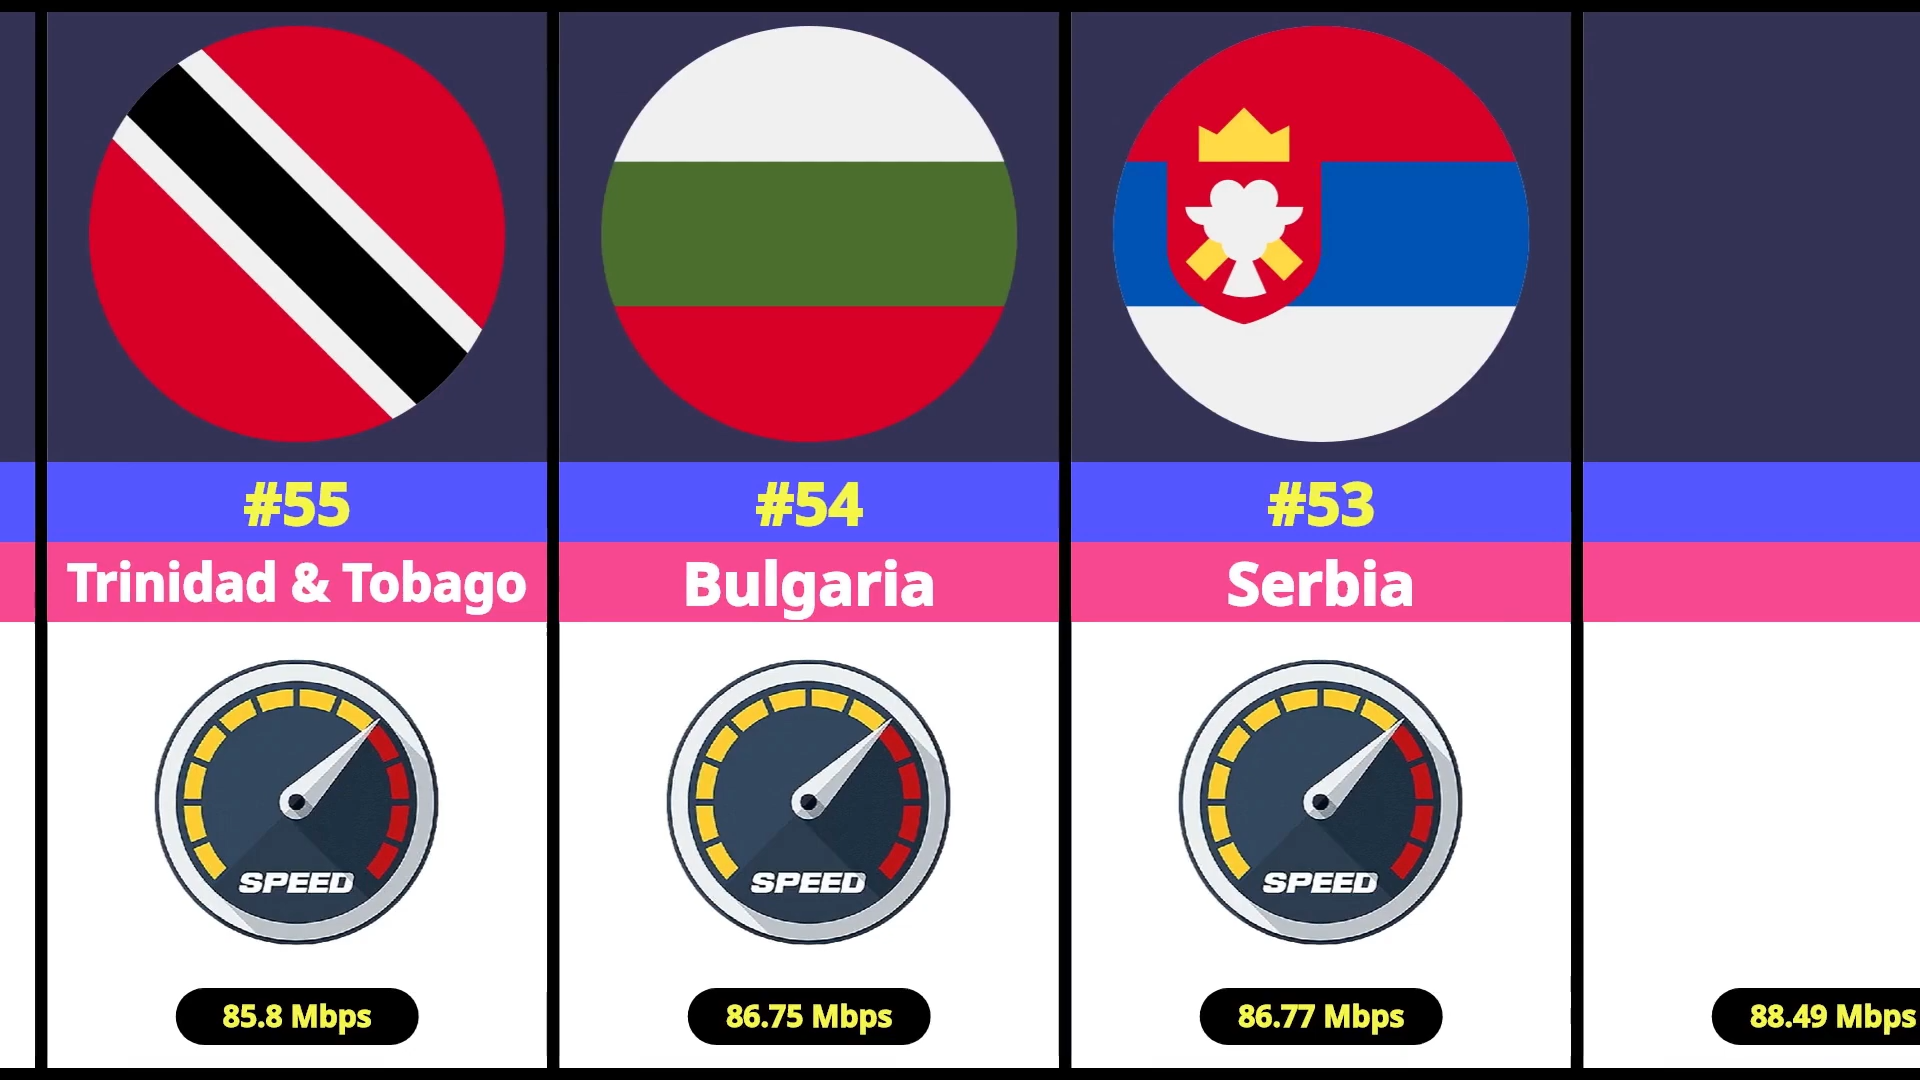 #55
Trinidad & Tobago
SPEED
85.8 Mbps
#54
Bulgaria
SPEED
86.75 Mbps
#53
Serbia
SPEED
86.77 Mbps
88.49 Mbps